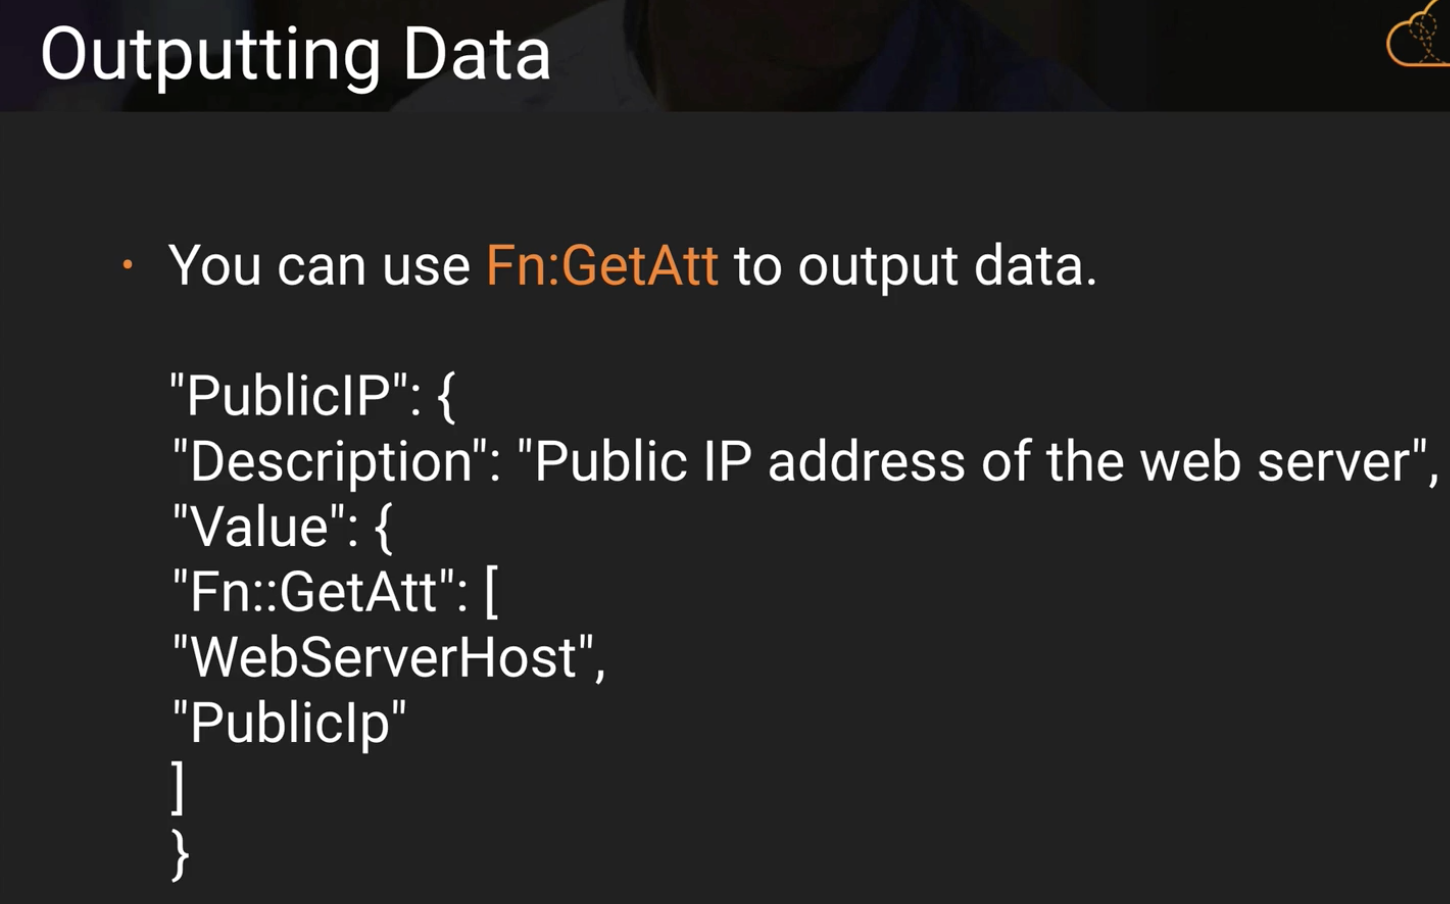 Outputting Data
• You can use Fn:GetAtt to output data.
"PublicIP": {
"Description": "Public IP address of the web server",
"Value": {
"Fn::GetAtt": [
"WebServerHost",
"PublicIp"
]
}